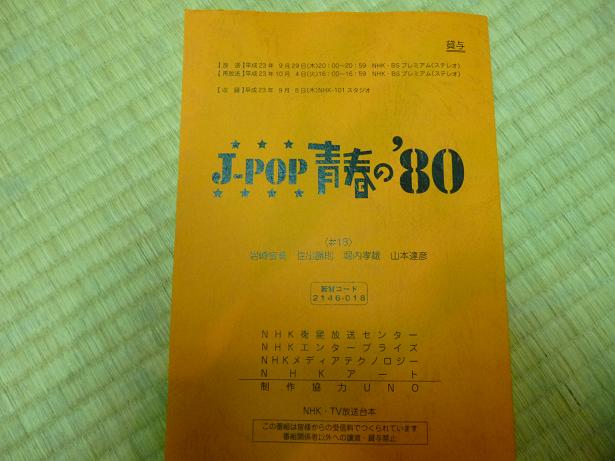 貸与
【放 送】平成23年 9月29日(木)20:00~20:59 NHK・BSプレミアム(ステレオ)
【再放送】平成23年10月 4日(火)16:00~16:59 NHK・BSプレミアム(ステレオ)
【収 録】平成23年 9月 8日(木)NHK-101スタジオ
J-POP 青春の'80
〈#18〉
岩崎宏美 堀内孝雄 山本達彦
番組コード
2146-018
NHK衛星放送センター
NHKエンタープライズ
NHKメディアテクノロジー
NHKアート
制作協力UNO
NHK・TV放送台本
この番組は皆様からの受信料でつくられています
番組関係者以外への譲渡・貸与禁止